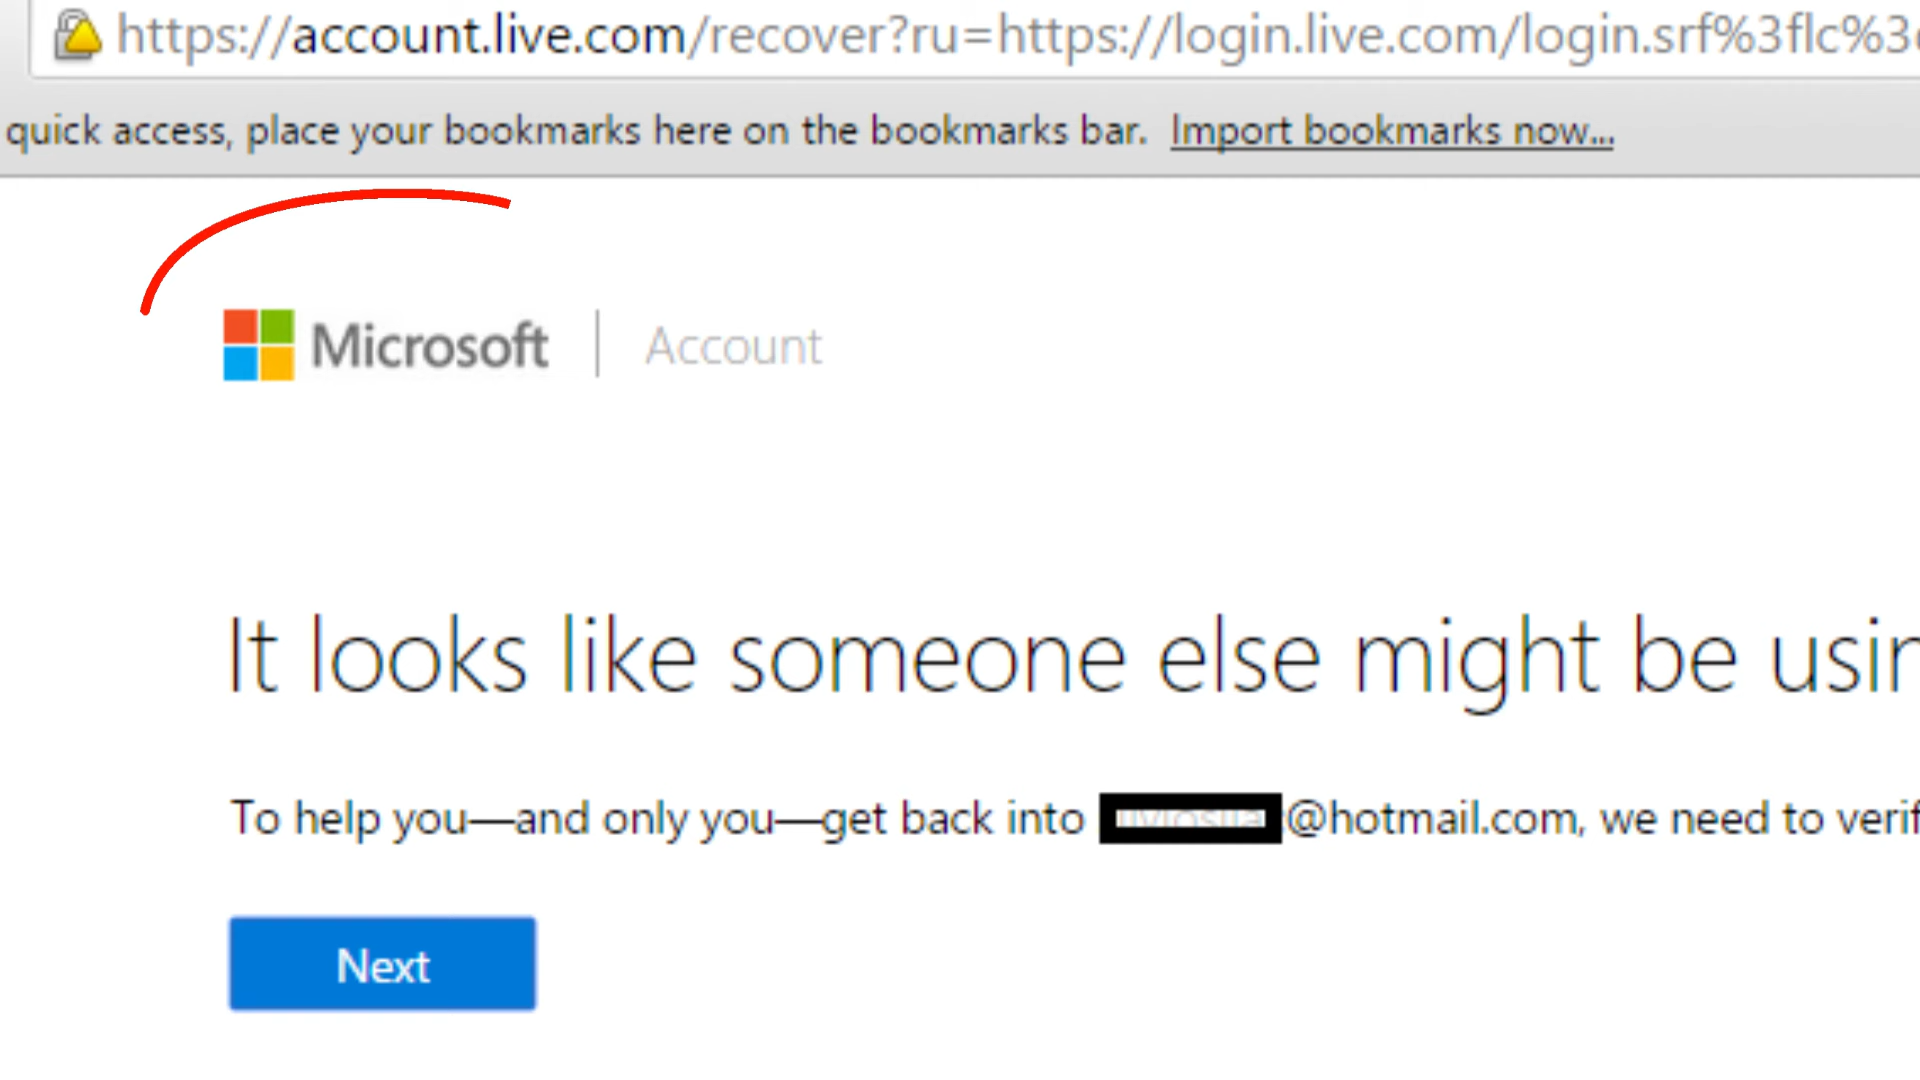 https://account.live.com/recover?ru=https://login.live.com/login.srf%3flc%3
quick access, place your bookmarks here on the bookmarks bar. Import bookmarks now...
Microsoft | Account
It looks like someone else might be usin
To help you—and only you—get back into @hotmail.com, we need to verif
Next